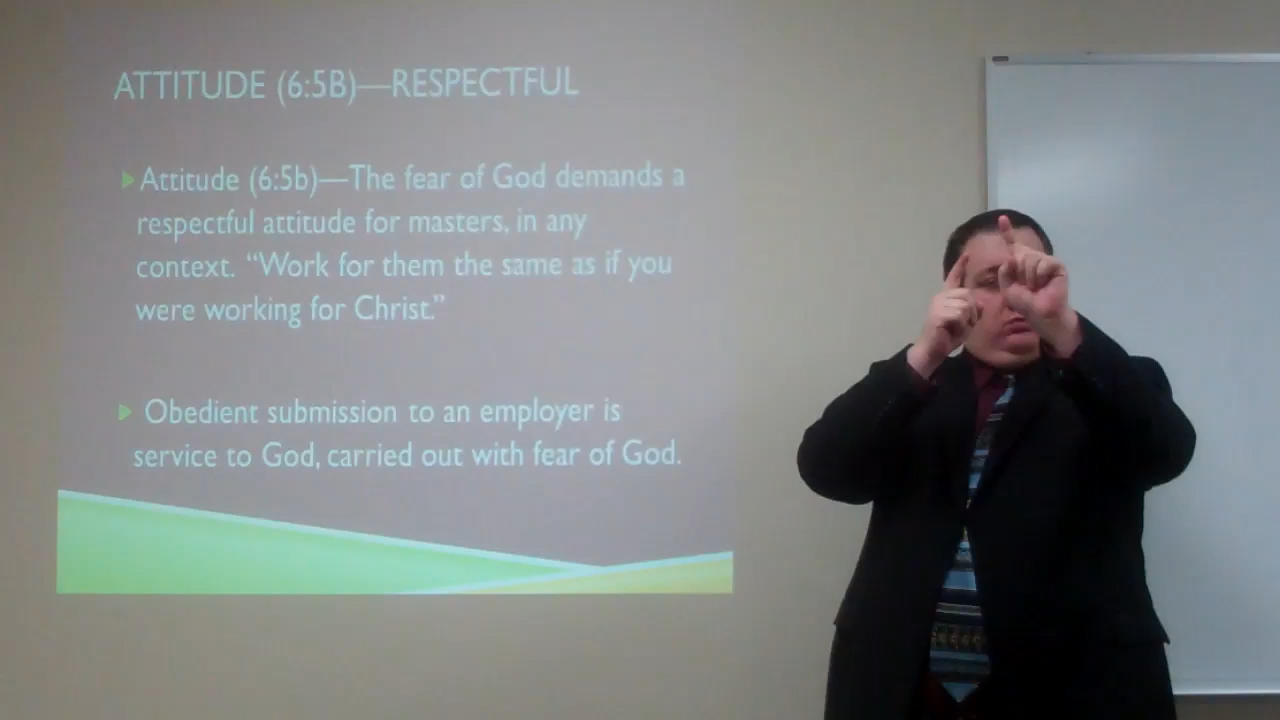 ATTITUDE (6:5B)—RESPECTFUL
Attitude (6:5b)—The fear of God demands a
respectful attitude for masters, in any
context. “Work for them the same as if you
were working for Christ.”
Obedient submission to an employer is
service to God, carried out with fear of God.